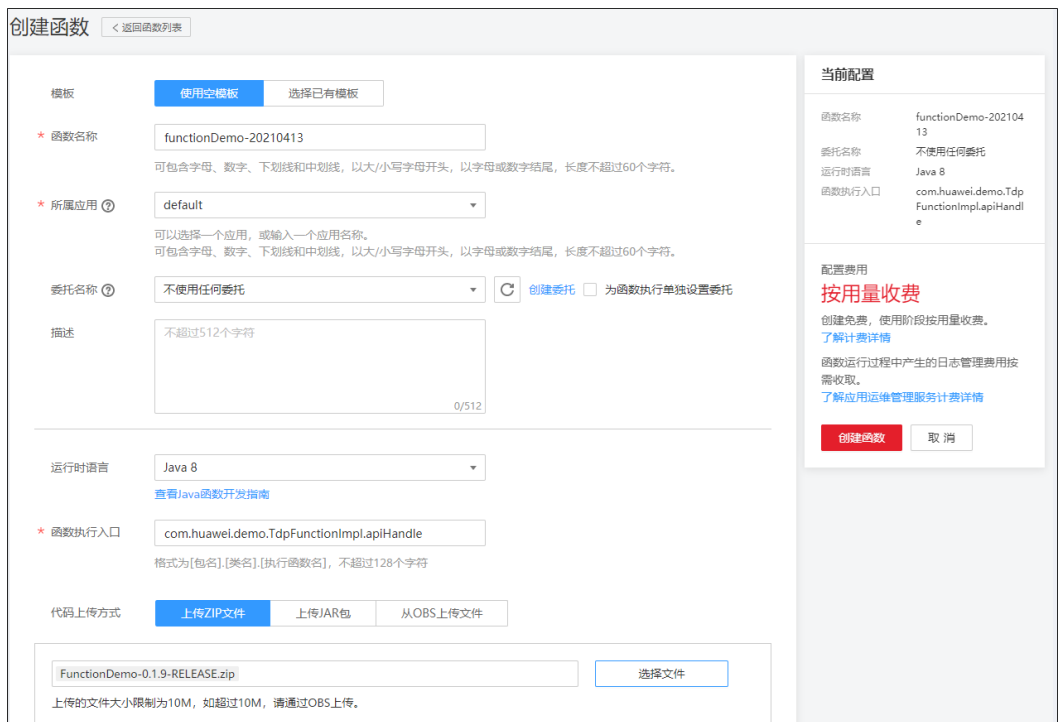 创建函数 < 返回函数列表
模板 使用空模板 选择已有模板
* 函数名称 functionDemo-20210413
可包含字母、数字、下划线和中划线，以大/小写字母开头，以字母或数字结尾，长度不超过60个字符。
* 所属应用 ? default
可以选择一个应用，或输入一个应用名称。
可包含字母、数字、下划线和中划线，以大/小写字母开头，以字母或数字结尾，长度不超过60个字符。
委托名称 ? 不使用任何委托 创建委托 为函数执行单独设置委托
描述 不超过512个字符
0/512
运行时语言 Java 8
查看Java函数开发指南
* 函数执行入口 com.huawei.demo.TdpFunctionImpl.apiHandle
格式为[包名].[类名].[执行函数名]，不超过128个字符
代码上传方式 上传ZIP文件 上传JAR包 从OBS上传文件
FunctionDemo-0.1.9-RELEASE.zip 选择文件
上传的文件大小限制为10M，如超过10M，请通过OBS上传。
当前配置
函数名称 functionDemo-202104
13
委托名称 不使用任何委托
运行时语言 Java 8
函数执行入口 com.huawei.demo.Tdp
FunctionImpl.apiHandl
e
配置费用
按用量收费
创建免费，使用阶段按用量收费。
了解计费详情
函数运行过程中产生的日志管理费用按
需收取。
了解应用运维管理服务计费详情
创建函数 取消